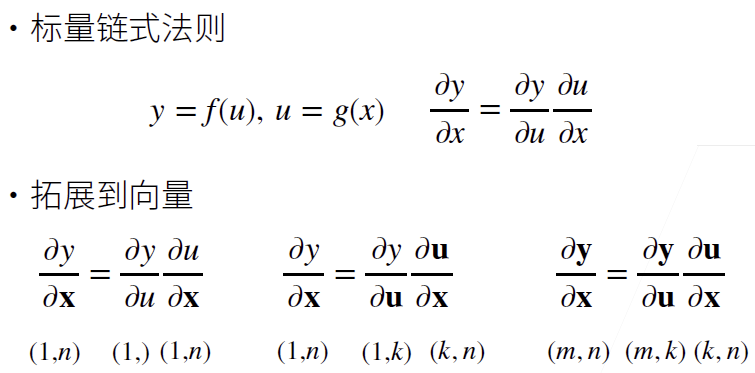 • 标量链式法则
y = f(u), u = g(x)   ∂y/∂x = ∂y/∂u ∂u/∂x
• 拓展到向量
∂y/∂𝐱 = ∂y/∂u ∂u/∂𝐱   ∂y/∂𝐱 = ∂y/∂𝐮 ∂𝐮/∂𝐱   ∂𝐲/∂𝐱 = ∂𝐲/∂𝐮 ∂𝐮/∂𝐱
(1,n) (1,) (1,n)   (1,n) (1,k) (k, n)   (m, n) (m, k) (k, n)